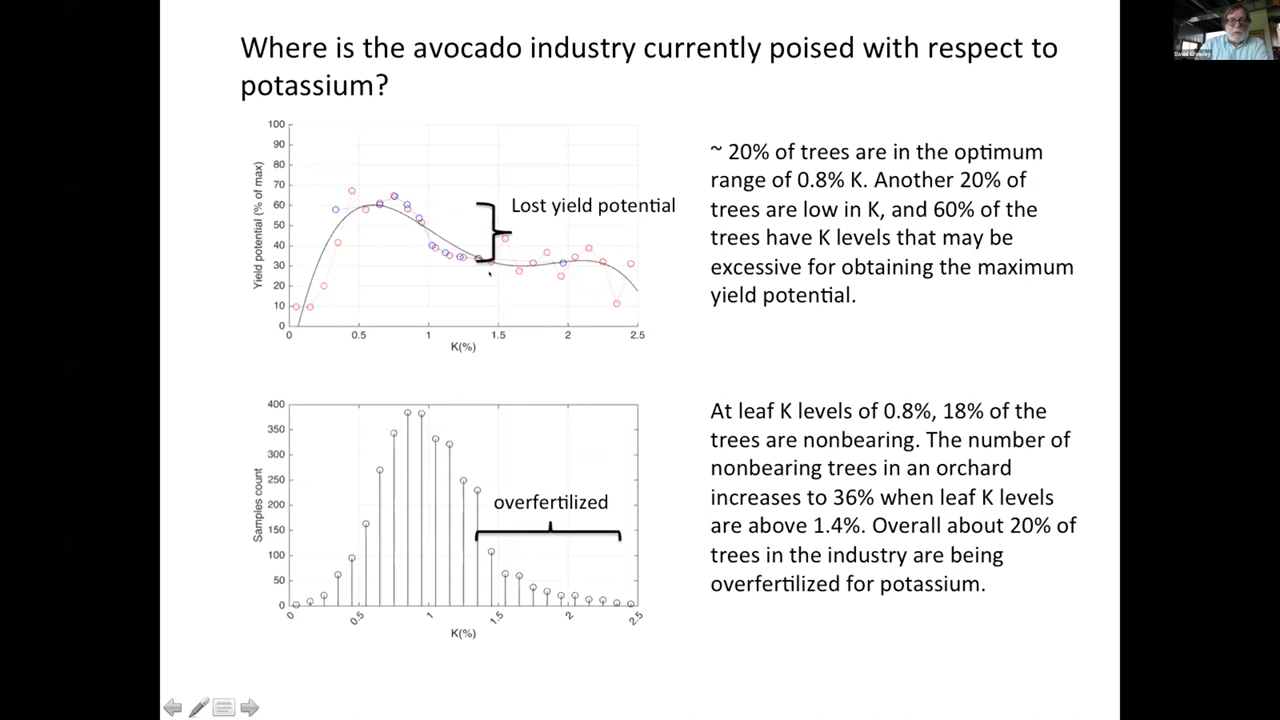 Where is the avocado industry currently poised with respect to
potassium?
David Crowley
100
90
80
70
60
50
40
30
20
10
0
Yield potential (% of max)
Lost yield potential
0
0.5
1
1.5
2
2.5
K(%)
~ 20% of trees are in the optimum
range of 0.8% K. Another 20% of
trees are low in K, and 60% of the
trees have K levels that may be
excessive for obtaining the maximum
yield potential.
400
350
300
250
200
150
100
50
0
Samples count
overfertilized
0
0.5
1
1.5
2
2.5
K(%)
At leaf K levels of 0.8%, 18% of the
trees are nonbearing. The number of
nonbearing trees in an orchard
increases to 36% when leaf K levels
are above 1.4%. Overall about 20% of
trees in the industry are being
overfertilized for potassium.